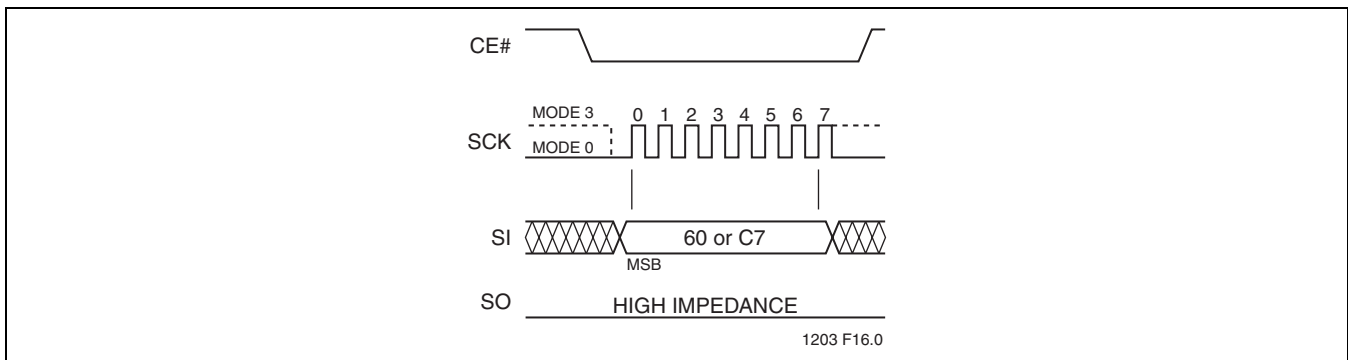 CE#
MODE 3
0 1 2 3 4 5 6 7
SCK
MODE 0
SI
60 or C7
MSB
SO
HIGH IMPEDANCE
1203 F16.0